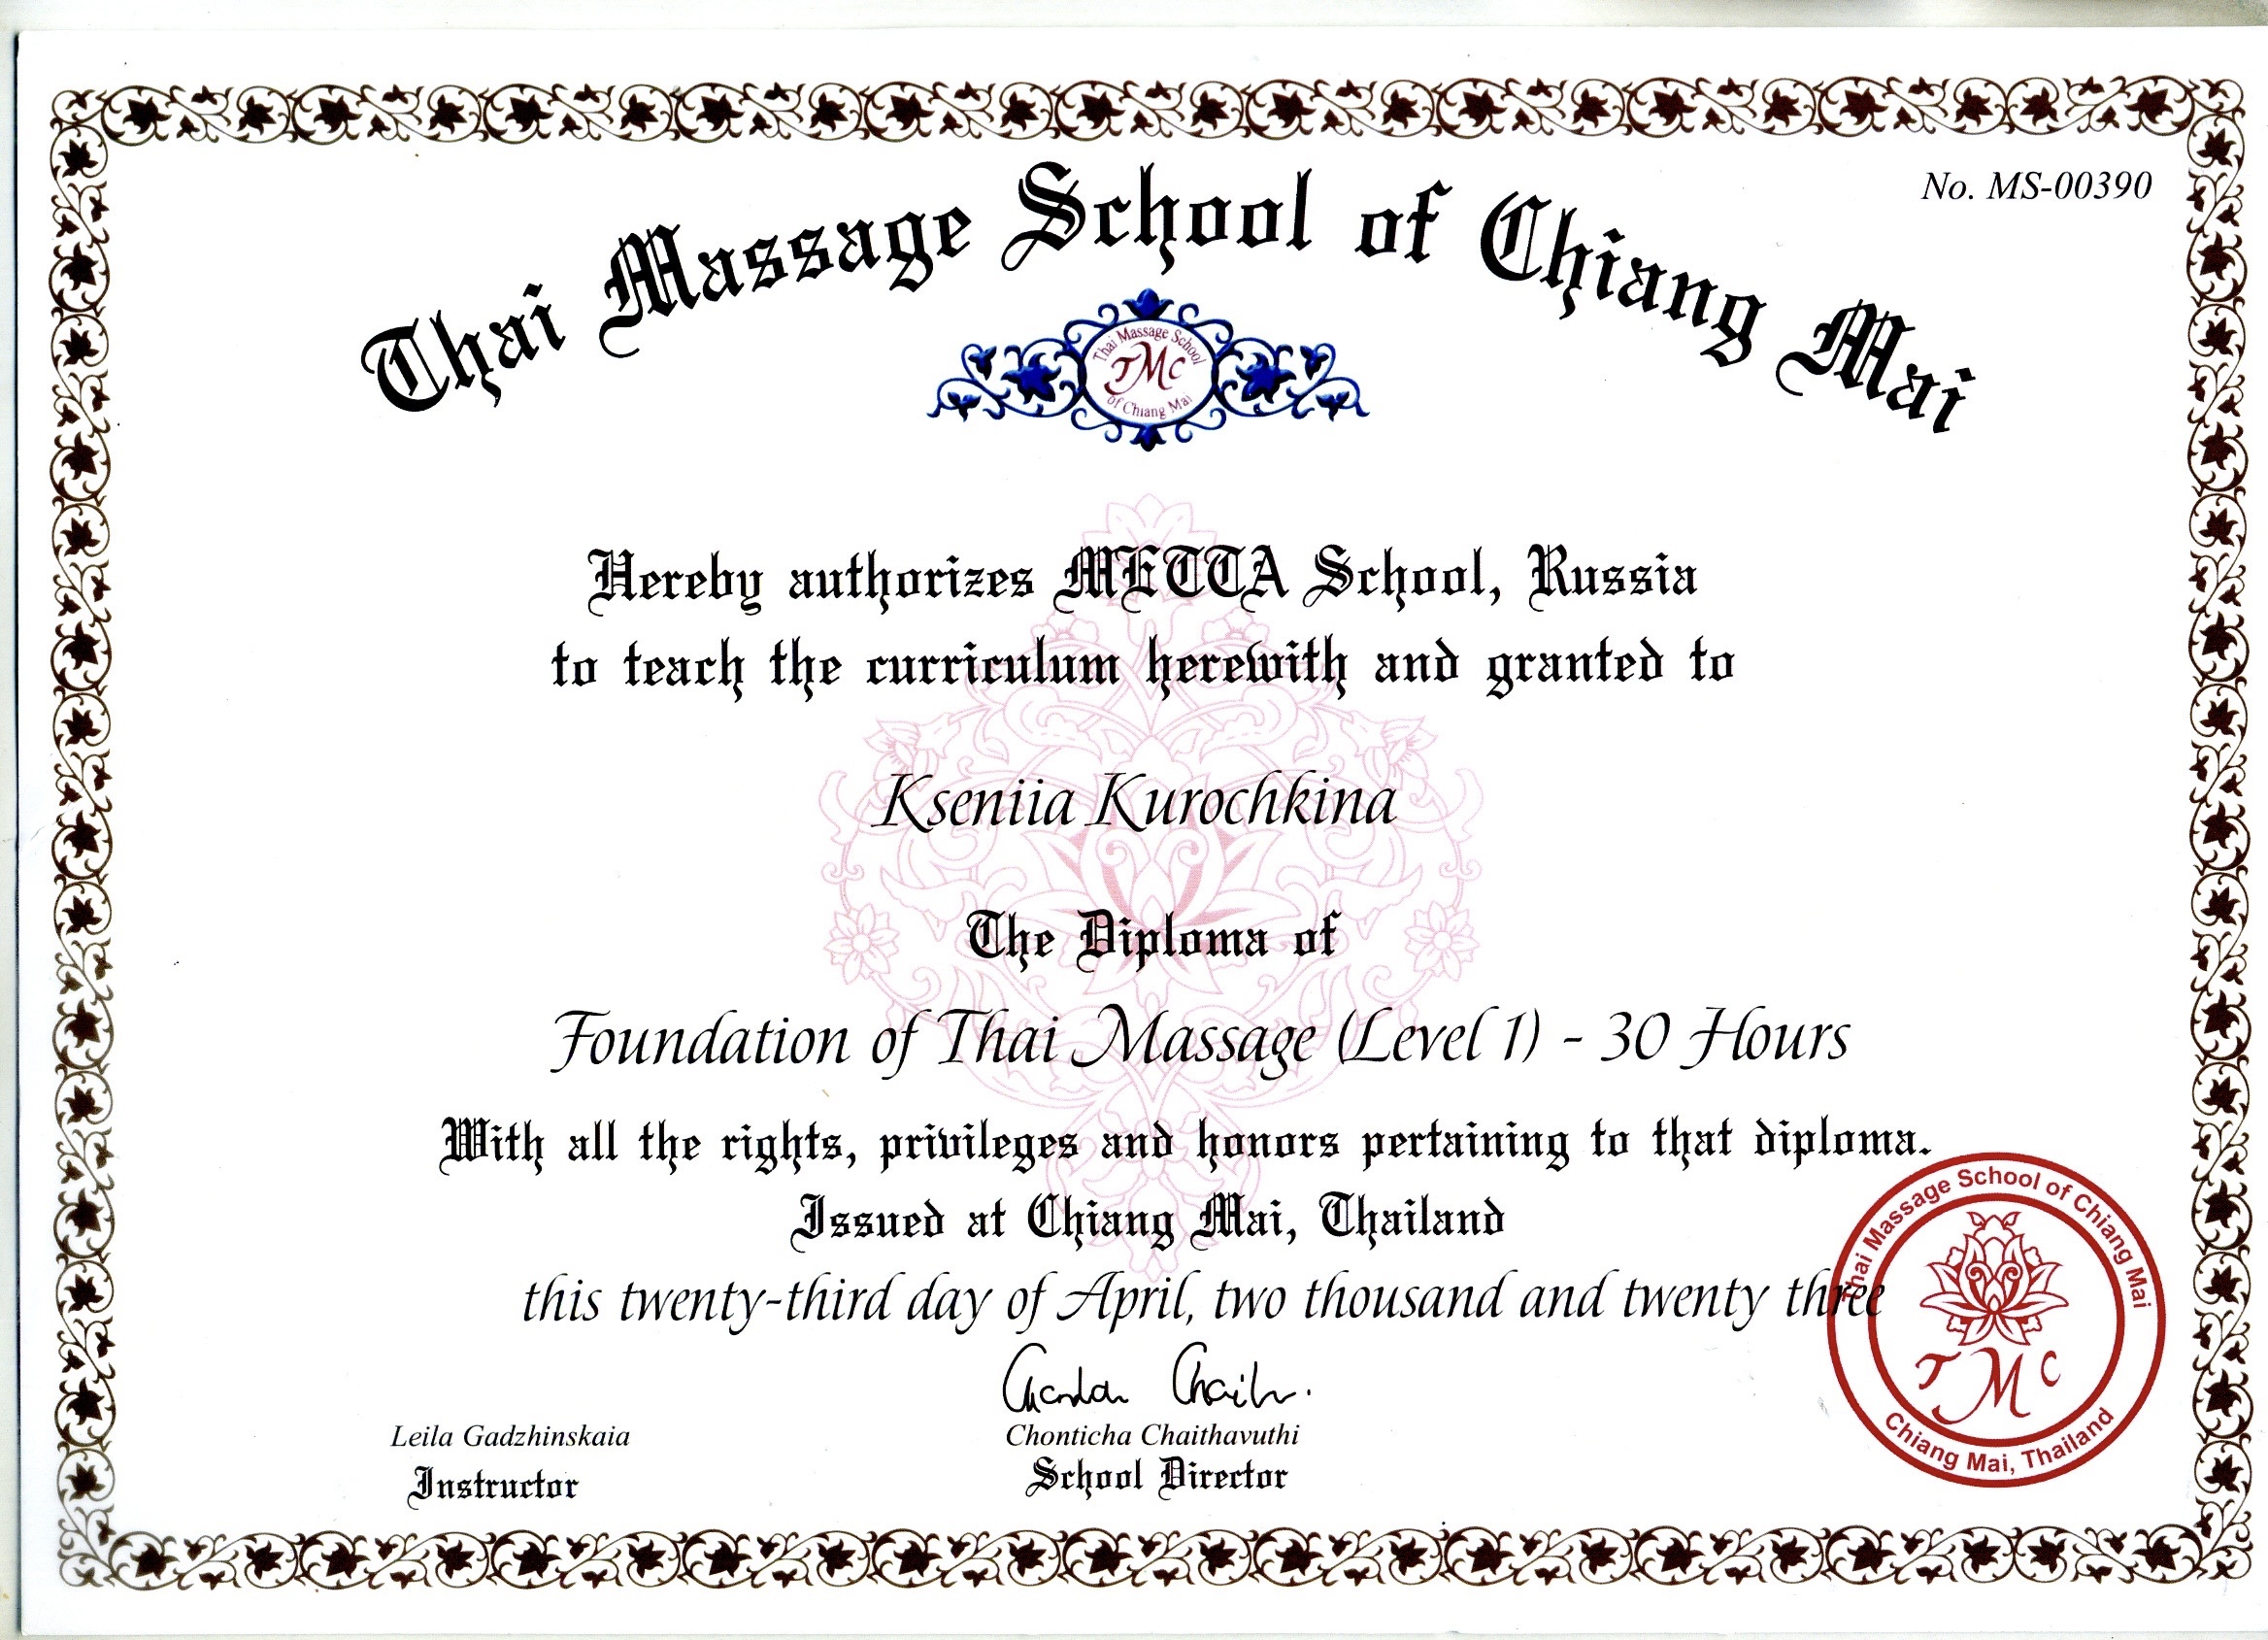 No. MS-00390
Thai Massage School of Chiang Mai
Thai Massage School
TMC
of Chiang Mai
Hereby authorizes METTA School, Russia
to teach the curriculum herewith and granted to
Kseniia Kurochkina
The Diploma of
Foundation of Thai Massage (Level 1) - 30 Hours
With all the rights, privileges and honors pertaining to that diploma.
Issued at Chiang Mai, Thailand
this twenty-third day of April, two thousand and twenty three
Leila Gadzhinskaia
Instructor
Chonticha Chaithavuthi
School Director
Thai Massage School of Chiang Mai
TMC
Chiang Mai, Thailand